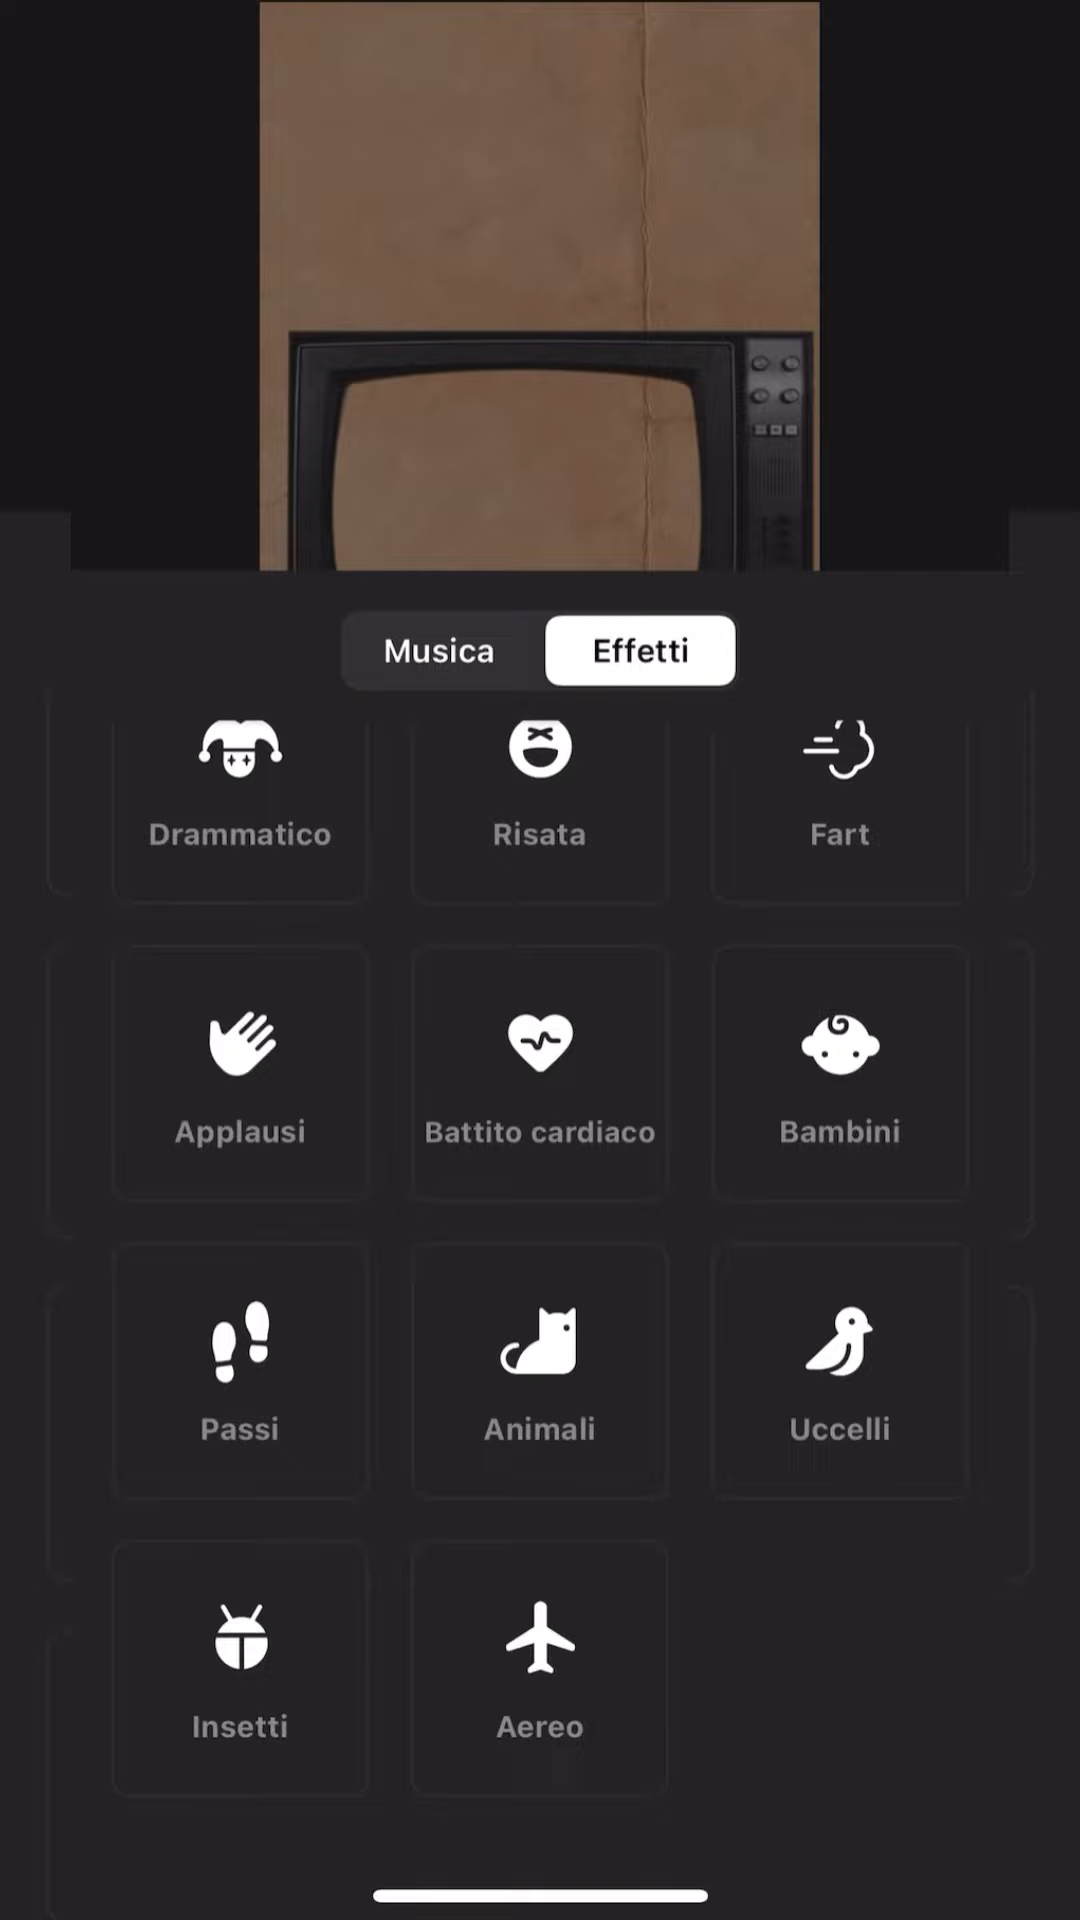 Musica Effetti
Drammatico Risata Fart
Applausi Battito cardiaco Bambini
Passi Animali Uccelli
Insetti Aereo